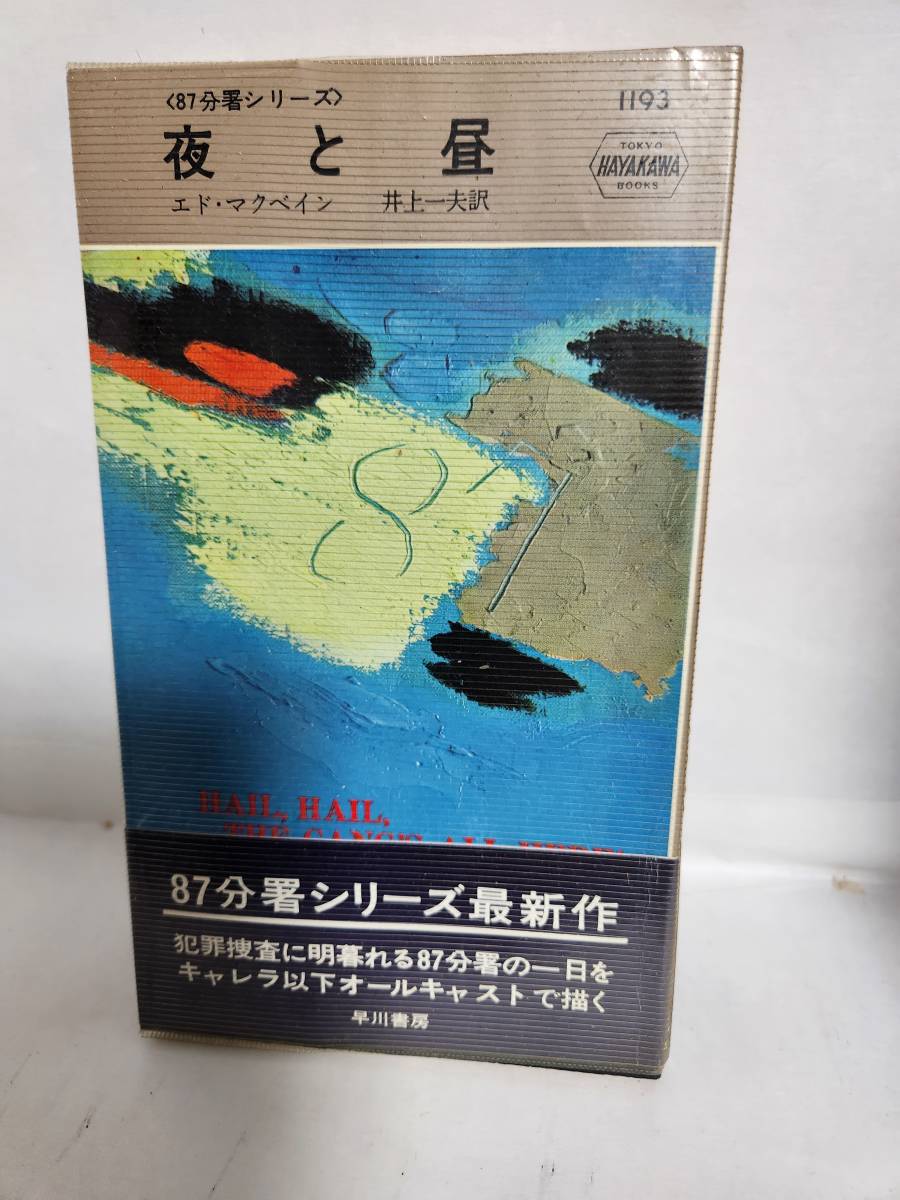 〈87分署シリーズ〉
1193
夜と昼
TOKYO
HAYAKAWA
BOOKS
エド・マクベイン 井上一夫訳
87
HAIL, HAIL,
87分署シリーズ最新作
犯罪捜査に明暮れる87分署の一日を
キャレラ以下オールキャストで描く
早川書房